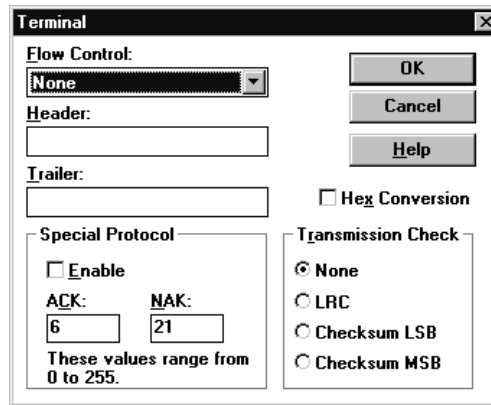 Terminal
Flow Control:
None
Header:
Trailer:
OK
Cancel
Help
Hex Conversion
Special Protocol
Enable
ACK:
NAK:
6
21
These values range from
0 to 255.
Transmission Check
None
LRC
Checksum LSB
Checksum MSB